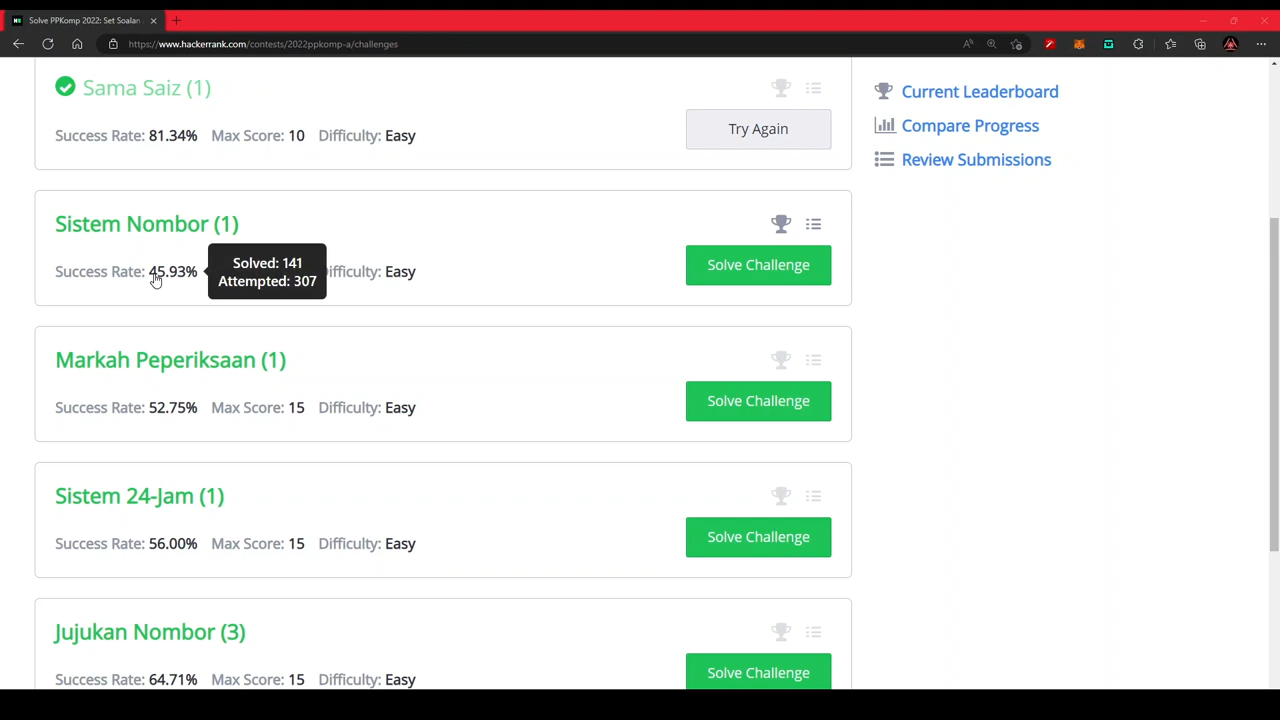 Solve PPKomp 2022: Set Soalan
https://www.hackerrank.com/contests/2022ppkomp-a/challenges
Sama Saiz (1)
Success Rate: 81.34% Max Score: 10 Difficulty: Easy
Try Again
Current Leaderboard
Compare Progress
Review Submissions
Sistem Nombor (1)
Success Rate: 45.93%
Solved: 141
Attempted: 307
ifficulty: Easy
Solve Challenge
Markah Peperiksaan (1)
Success Rate: 52.75% Max Score: 15 Difficulty: Easy
Solve Challenge
Sistem 24-Jam (1)
Success Rate: 56.00% Max Score: 15 Difficulty: Easy
Solve Challenge
Jujukan Nombor (3)
Success Rate: 64.71% Max Score: 15 Difficulty: Easy
Solve Challenge